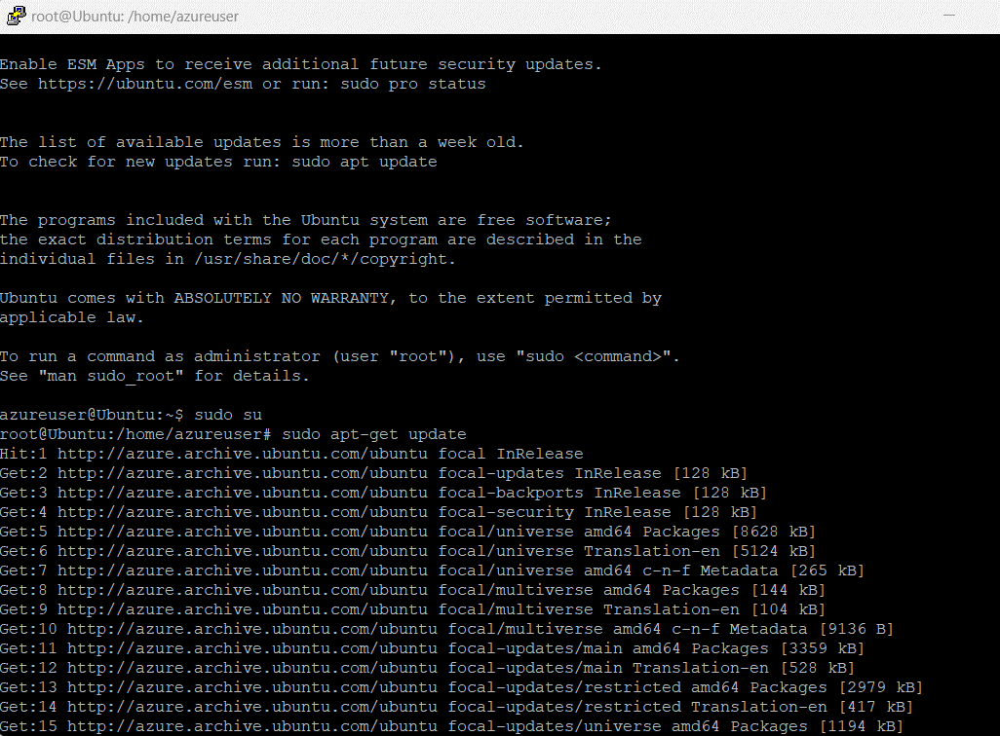 root@Ubuntu: /home/azureuser
Enable ESM Apps to receive additional future security updates.
See https://ubuntu.com/esm or run: sudo pro status
The list of available updates is more than a week old.
To check for new updates run: sudo apt update
The programs included with the Ubuntu system are free software;
the exact distribution terms for each program are described in the
individual files in /usr/share/doc/*/copyright.
Ubuntu comes with ABSOLUTELY NO WARRANTY, to the extent permitted by
applicable law.
To run a command as administrator (user "root"), use "sudo <command>".
See "man sudo_root" for details.
azureuser@Ubuntu:~$ sudo su
root@Ubuntu:/home/azureuser# sudo apt-get update
Hit:1 http://azure.archive.ubuntu.com/ubuntu focal InRelease
Get:2 http://azure.archive.ubuntu.com/ubuntu focal-updates InRelease [128 kB]
Get:3 http://azure.archive.ubuntu.com/ubuntu focal-backports InRelease [128 kB]
Get:4 http://azure.archive.ubuntu.com/ubuntu focal-security InRelease [128 kB]
Get:5 http://azure.archive.ubuntu.com/ubuntu focal/universe amd64 Packages [8628 kB]
Get:6 http://azure.archive.ubuntu.com/ubuntu focal/universe Translation-en [5124 kB]
Get:7 http://azure.archive.ubuntu.com/ubuntu focal/universe amd64 c-n-f Metadata [265 kB]
Get:8 http://azure.archive.ubuntu.com/ubuntu focal/multiverse amd64 Packages [144 kB]
Get:9 http://azure.archive.ubuntu.com/ubuntu focal/multiverse Translation-en [104 kB]
Get:10 http://azure.archive.ubuntu.com/ubuntu focal/multiverse amd64 c-n-f Metadata [9136 B]
Get:11 http://azure.archive.ubuntu.com/ubuntu focal-updates/main amd64 Packages [3359 kB]
Get:12 http://azure.archive.ubuntu.com/ubuntu focal-updates/main Translation-en [528 kB]
Get:13 http://azure.archive.ubuntu.com/ubuntu focal-updates/restricted amd64 Packages [2979 kB]
Get:14 http://azure.archive.ubuntu.com/ubuntu focal-updates/restricted Translation-en [417 kB]
Get:15 http://azure.archive.ubuntu.com/ubuntu focal-updates/universe amd64 Packages [1194 kB]